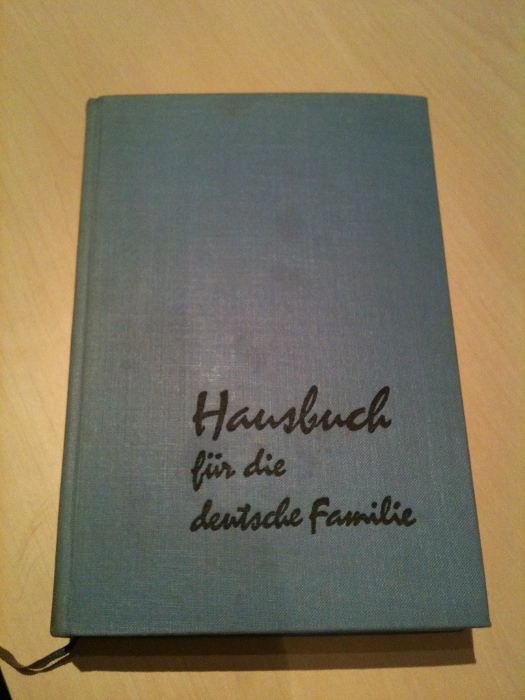 Hausbuch
für die
deutsche Familie